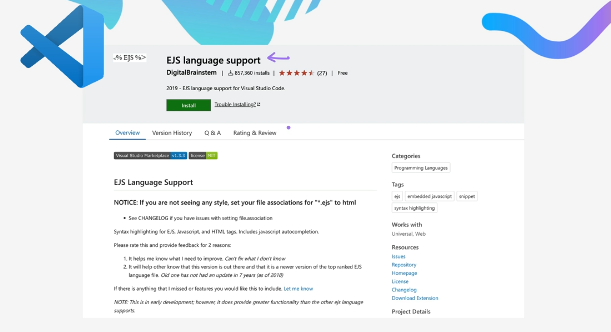 <% EJS %>
EJS language support
DigitalBrainstem | 857,360 installs | (27) | Free
2019 - EJS language support for Visual Studio Code.
Install Trouble Installing?
Overview Version History Q & A Rating & Review
Visual Studio Marketplace v1.3.3 license MIT
EJS Language Support
NOTICE: If you are not seeing any style, set your file associations for "*.ejs" to html
• See CHANGELOG if you have issues with setting file.association
Syntax highlighting for EJS, Javascript, and HTML tags. Includes javascript autocompletion.
Please rate this and provide feedback for 2 reasons:
1. It helps me know what I need to improve. Can't fix what I don't know
2. It will help other know that this version is out there and that it is a newer version of the top ranked EJS
language file. Old one has not had an update in 7 years (as of 2018)
If there is anything that I missed or features you would like this to include, Let me know
NOTE: This is in early development; however, it does provide greater functionality than the other ejs language
supports.
Categories
Programming Languages
Tags
ejs embedded javascript snippet
syntax highlighting
Works with
Universal, Web
Resources
Issues
Repository
Homepage
License
Changelog
Download Extension
Project Details